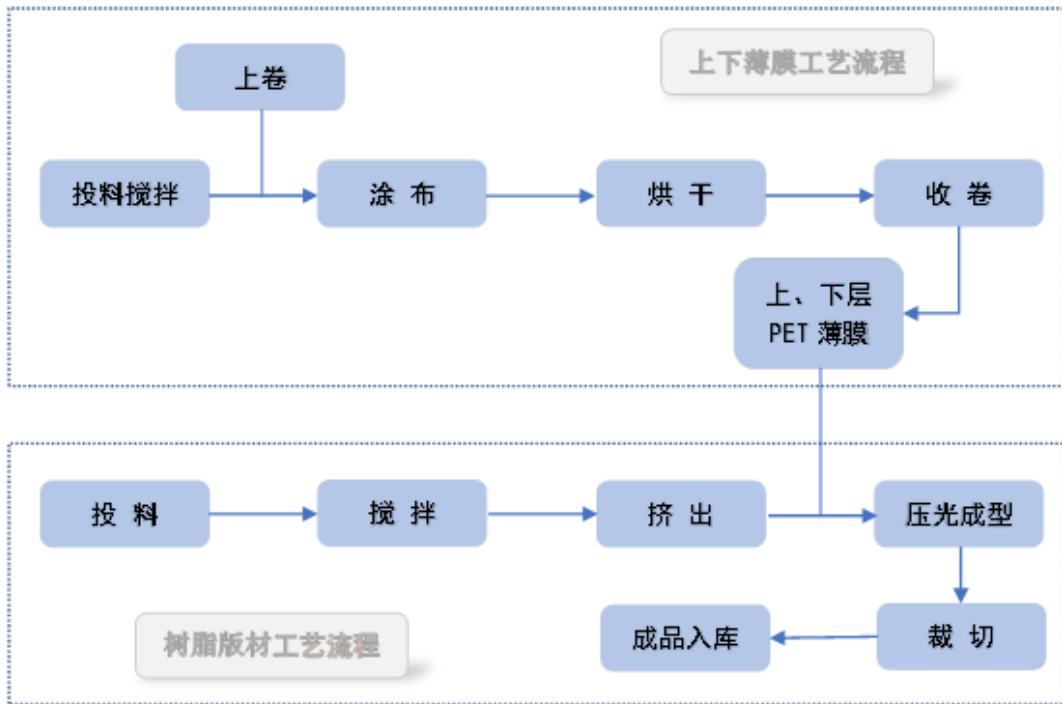 上下薄膜工艺流程
上卷
投料搅拌
涂 布
烘 干
收 卷
上、下层
PET 薄膜
投 料
搅 拌
挤 出
压光成型
树脂版材工艺流程
成品入库
裁 切